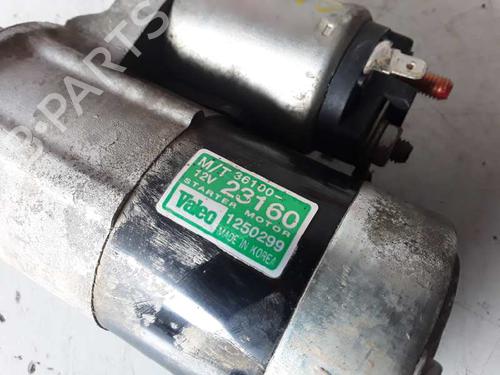 M/T 36100-
12V 23160
STARTER MOTOR
Valeo 1250299
MADE IN KOREA
B-PARTS